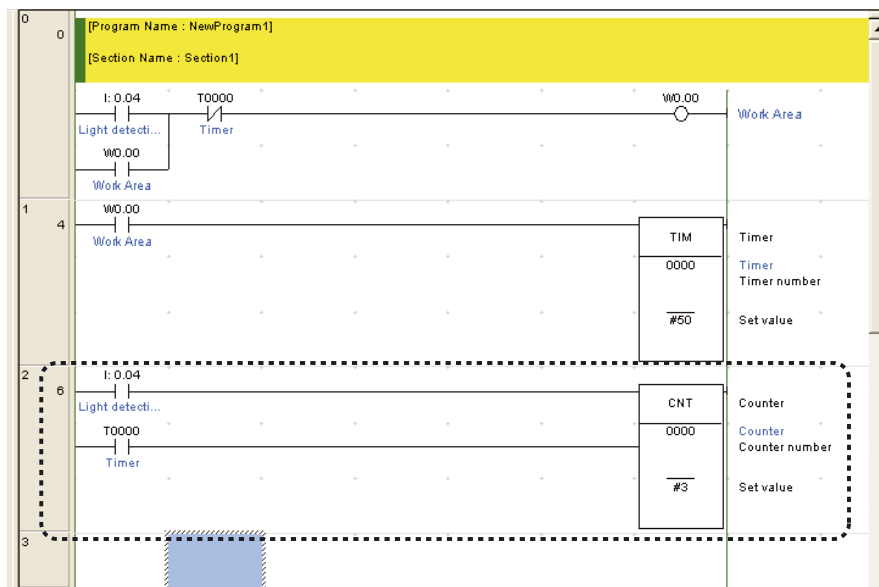 0
0
[Program Name : NewProgram1]
[Section Name : Section1]
I: 0.04
T0000
W0.00
Work Area
Light detecti...
Timer
W0.00
Work Area
1
4
W0.00
Work Area
TIM
Timer
0000
Timer
Timer number
#50
Set value
2
6
I: 0.04
Light detecti...
CNT
Counter
T0000
0000
Counter
Counter number
Timer
#3
Set value
3